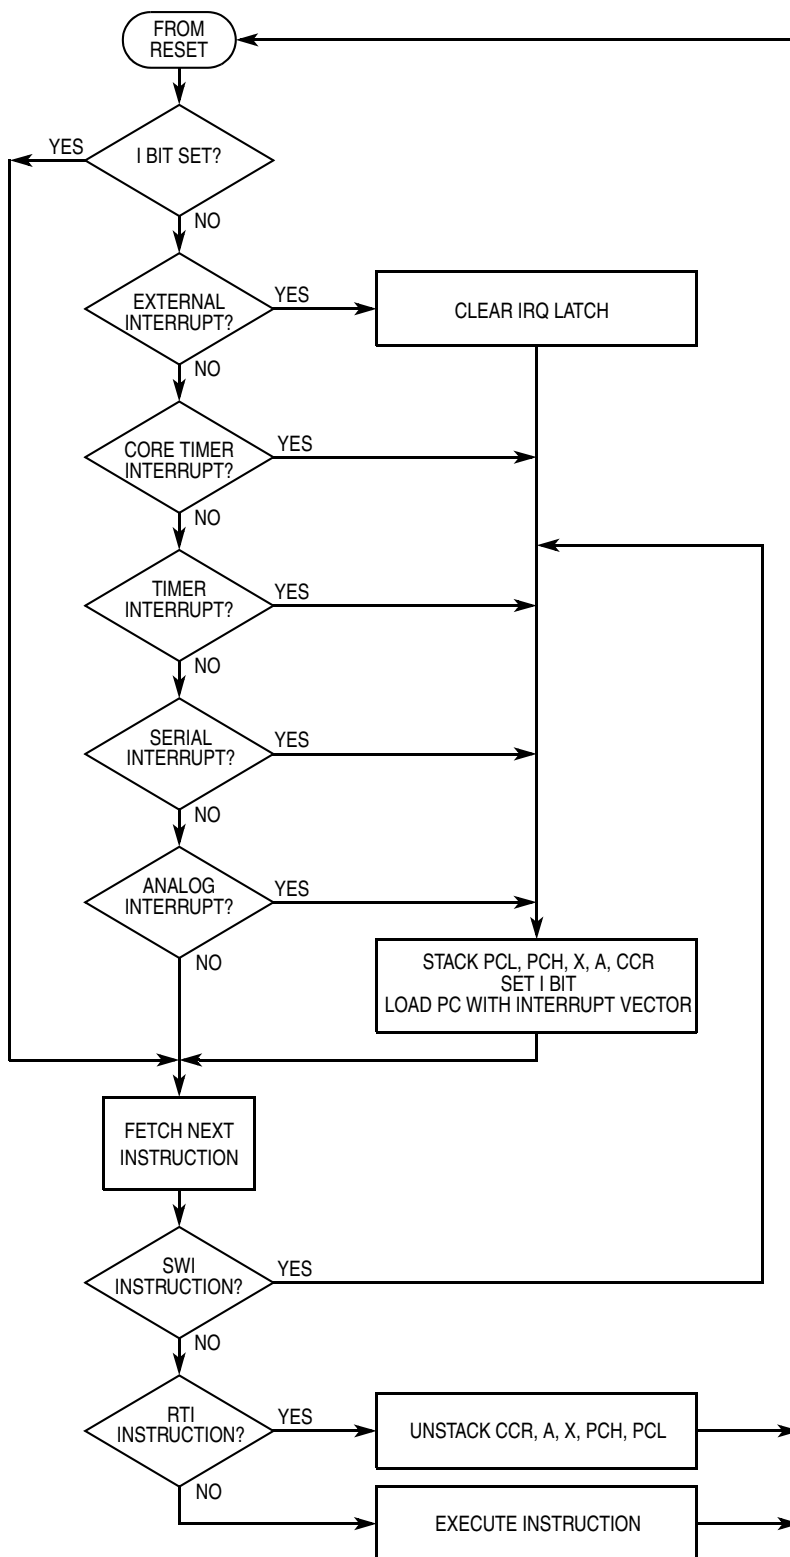 FROM
RESET
YES
I BIT SET?
NO
EXTERNAL
INTERRUPT?
YES
CLEAR IRQ LATCH
NO
CORE TIMER
INTERRUPT?
YES
NO
TIMER
INTERRUPT?
YES
NO
SERIAL
INTERRUPT?
YES
NO
ANALOG
INTERRUPT?
YES
NO
STACK PCL, PCH, X, A, CCR
SET I BIT
LOAD PC WITH INTERRUPT VECTOR
FETCH NEXT
INSTRUCTION
SWI
INSTRUCTION?
YES
NO
RTI
INSTRUCTION?
YES
UNSTACK CCR, A, X, PCH, PCL
NO
EXECUTE INSTRUCTION